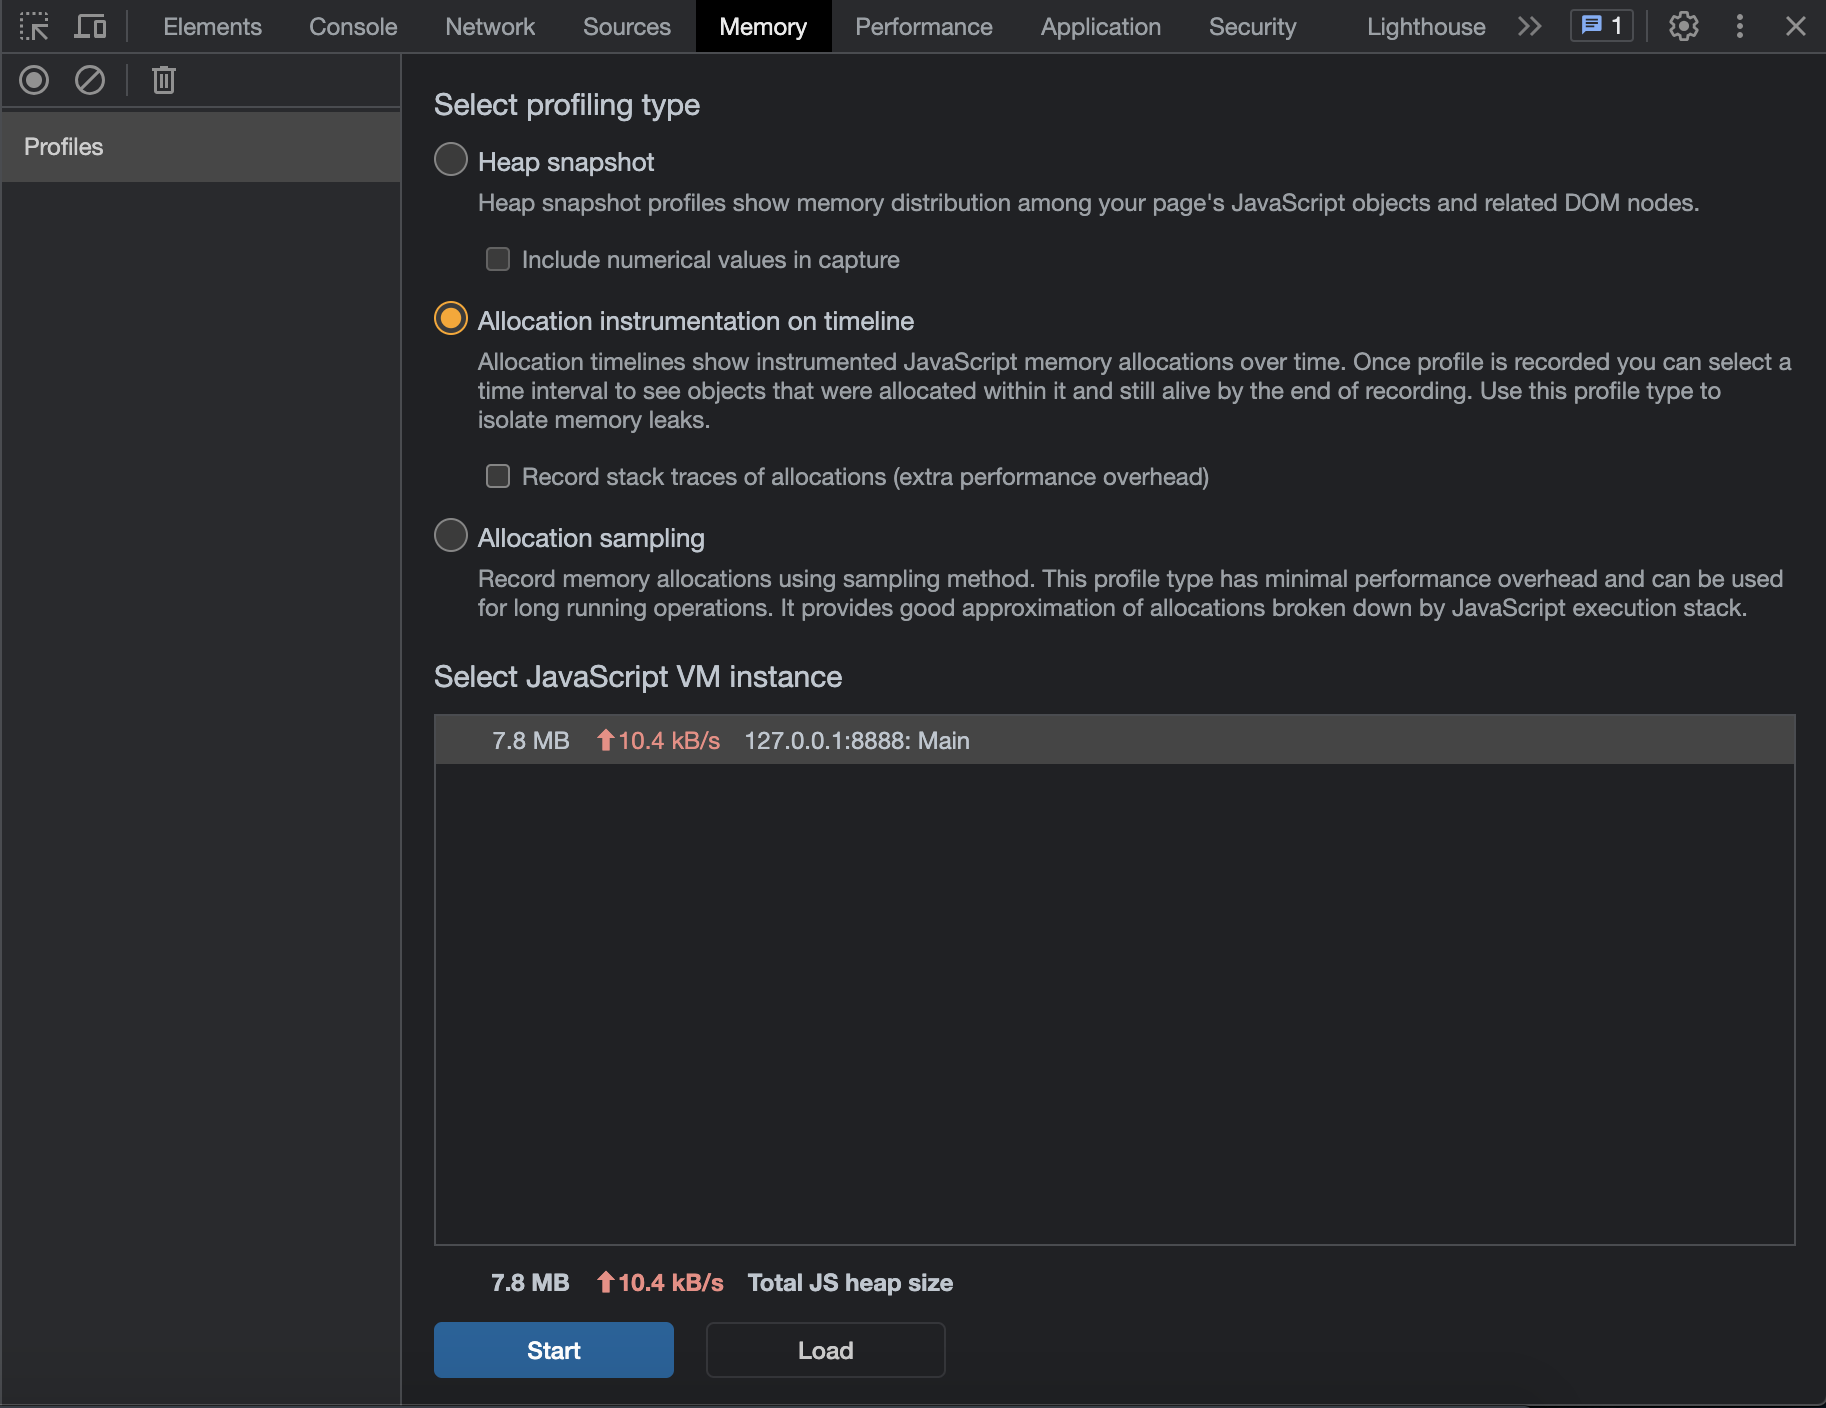 Elements Console Network Sources Memory Performance Application Security Lighthouse 1
Profiles
Select profiling type
Heap snapshot
Heap snapshot profiles show memory distribution among your page's JavaScript objects and related DOM nodes.
Include numerical values in capture
Allocation instrumentation on timeline
Allocation timelines show instrumented JavaScript memory allocations over time. Once profile is recorded you can select a
time interval to see objects that were allocated within it and still alive by the end of recording. Use this profile type to
isolate memory leaks.
Record stack traces of allocations (extra performance overhead)
Allocation sampling
Record memory allocations using sampling method. This profile type has minimal performance overhead and can be used
for long running operations. It provides good approximation of allocations broken down by JavaScript execution stack.
Select JavaScript VM instance
7.8 MB 10.4 kB/s 127.0.0.1:8888: Main
7.8 MB 10.4 kB/s Total JS heap size
Start Load